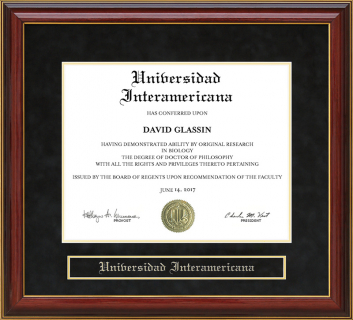 Universidad
Interamericana
HAS CONFERRED UPON
DAVID GLASSIN
HAVING DEMONSTRATED ABILITY BY ORIGINAL RESEARCH
IN BIOLOGY
THE DEGREE OF DOCTOR OF PHILOSOPHY
WITH ALL THE RIGHTS AND PRIVILEGES THERETO PERTAINING
ISSUED BY THE BOARD OF REGENTS UPON RECOMMENDATION OF THE FACULTY
JUNE 14, 2017
PROVOST
PRESIDENT
Universidad Interamericana